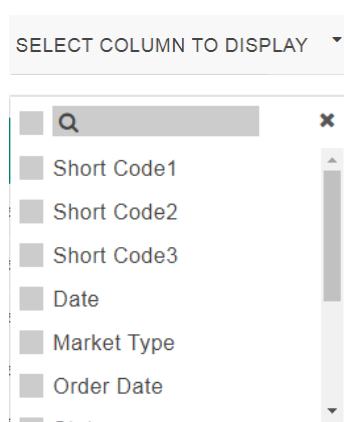 SELECT COLUMN TO DISPLAY
Short Code1
Short Code2
Short Code3
Date
Market Type
Order Date